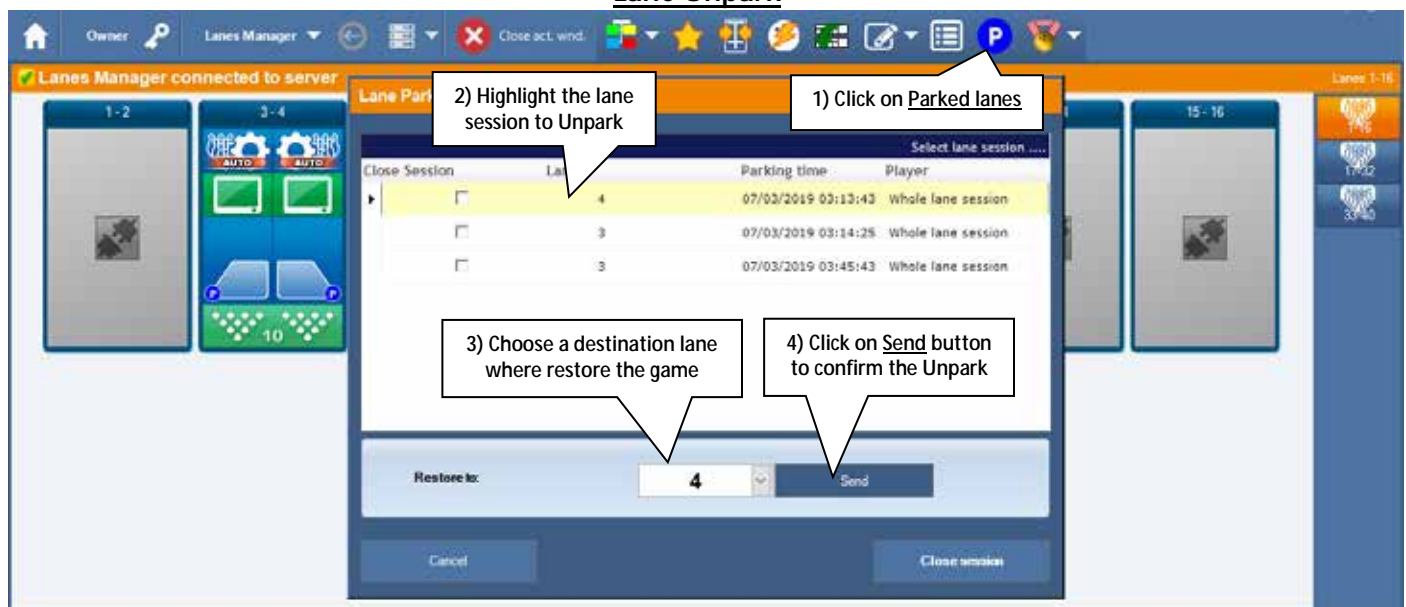 Lane Unpark
Owner Lanes Manager Close act. wnd. P
Lanes Manager connected to server Lanes 1-16
Lane Par
2) Highlight the lane
session to Unpark
1) Click on Parked lanes
1 - 2 3 - 4 15 - 16
AUTO AUTO
1-16
17-32
33-40
Select lane session ....
Close Session La Parking time Player
4 07/03/2019 03:13:43 Whole lane session
3 07/03/2019 03:14:25 Whole lane session
3 07/03/2019 03:45:43 Whole lane session
P P
10
3) Choose a destination lane
where restore the game
4) Click on Send button
to confirm the Unpark
Restore to: 4 Send
Cancel Close session